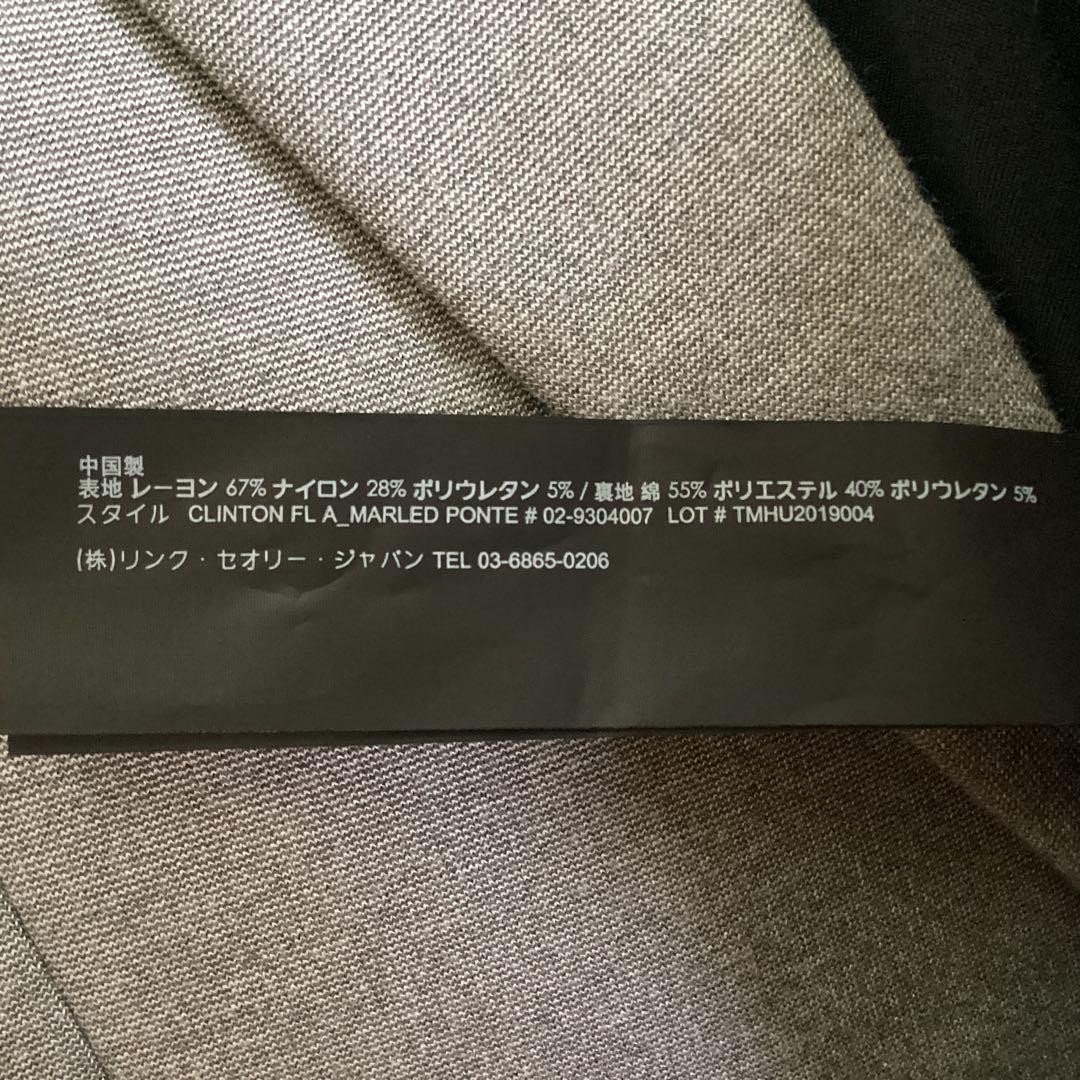 中国製
表地 レーヨン 67% ナイロン 28% ポリウレタン 5% / 裏地 綿 55% ポリエステル 40% ポリウレタン 5%
スタイル CLINTON FL A_MARLED PONTE # 02-9304007 LOT # TMHU2019004
(株)リンク・セオリー・ジャパン TEL 03-6865-0206